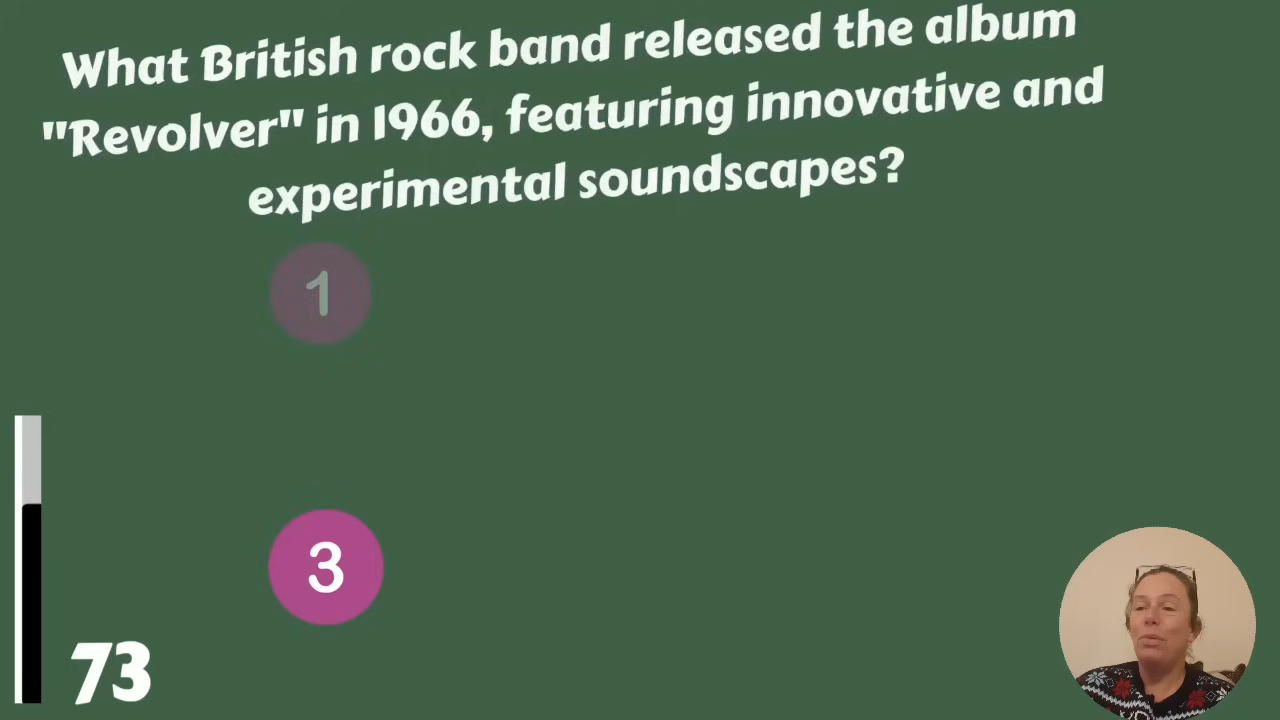 What British rock band released the album
"Revolver" in 1966, featuring innovative and
experimental soundscapes?
1
3
73